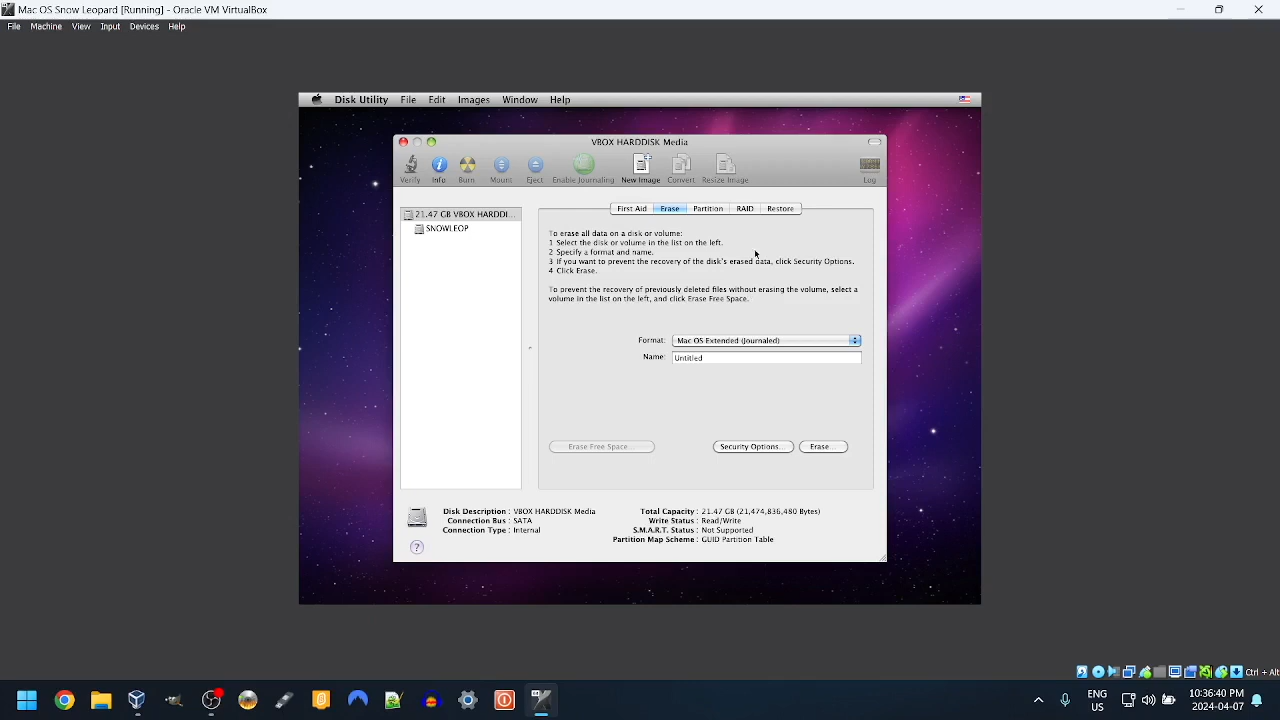 Mac OS Snow Leopard [Running] - Oracle VM VirtualBox
File Machine View Input Devices Help
Disk Utility File Edit Images Window Help
VBOX HARDDISK Media
Verify Info Burn Mount Eject Enable Journaling New Image Convert Resize Image Log
21.47 GB VBOX HARDDI...
SNOWLEOP
First Aid Erase Partition RAID Restore
To erase all data on a disk or volume:
1 Select the disk or volume in the list on the left.
2 Specify a format and name.
3 If you want to prevent the recovery of the disk's erased data, click Security Options.
4 Click Erase.
To prevent the recovery of previously deleted files without erasing the volume, select a
volume in the list on the left, and click Erase Free Space.
Format: Mac OS Extended (Journaled)
Name: Untitled
Erase Free Space... Security Options... Erase...
Disk Description : VBOX HARDDISK Media
Connection Bus : SATA
Connection Type : Internal
Total Capacity : 21.47 GB (21,474,836,480 Bytes)
Write Status : Read/Write
S.M.A.R.T. Status : Not Supported
Partition Map Scheme : GUID Partition Table
?
Ctrl + Alt
ENG
US
10:36:40 PM
2024-04-07